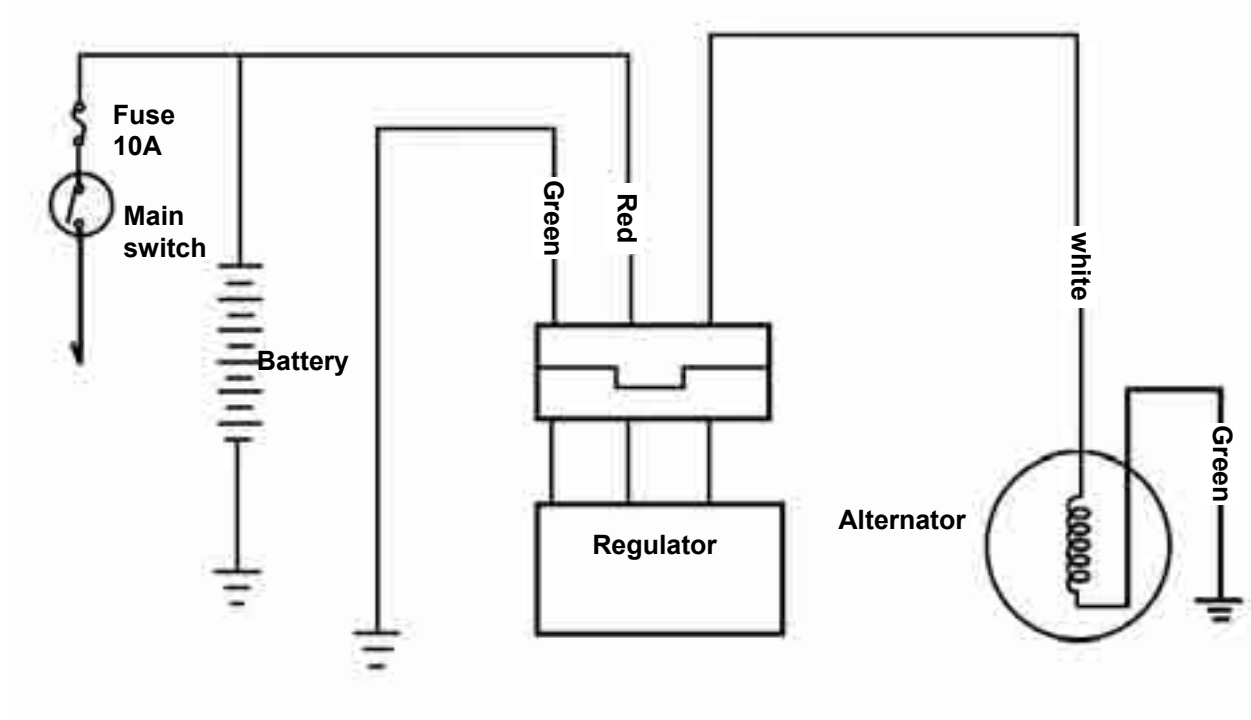 Fuse
10A
Main
switch
Battery
Green
Red
white
Regulator
Alternator
Green